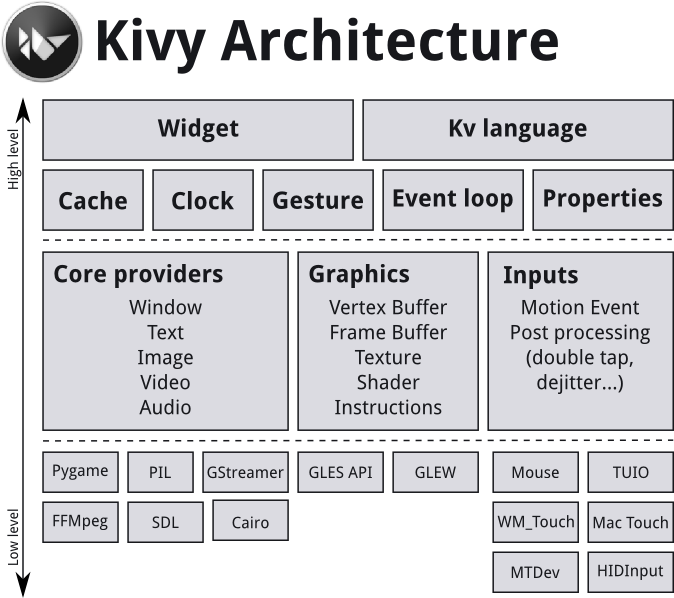 Kivy Architecture
High level
Widget
Kv language
Cache
Clock
Gesture
Event loop
Properties
Core providers
Window
Text
Image
Video
Audio
Graphics
Vertex Buffer
Frame Buffer
Texture
Shader
Instructions
Inputs
Motion Event
Post processing
(double tap,
dejitter...)
Low level
Pygame
PIL
GStreamer
GLES API
GLEW
Mouse
TUIO
FFMpeg
SDL
Cairo
WM_Touch
Mac Touch
MTDev
HIDInput